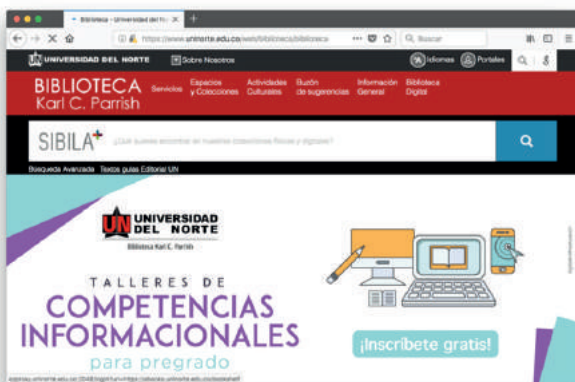 Biblioteca - Universidad del No
https://www.uninorte.edu.co/web/biblioteca/biblioteca
Buscar
UNIVERSIDAD DEL NORTE Sobre Nosotros Idiomas Portales
BIBLIOTECA
Karl C. Parrish
Servicios
Espacios
y Colecciones
Actividades
Culturales
Buzón
de sugerencias
Información
General
Biblioteca
Digital
SIBILA+ ¿Qué quieres encontrar en nuestras colecciones físicas y digitales?
Búsqueda Avanzada Textos guías Editorial UN
UN UNIVERSIDAD
DEL NORTE
Biblioteca Karl C. Parrish
TALLERES DE
COMPETENCIAS
INFORMACIONALES
para pregrado
¡Inscríbete gratis!